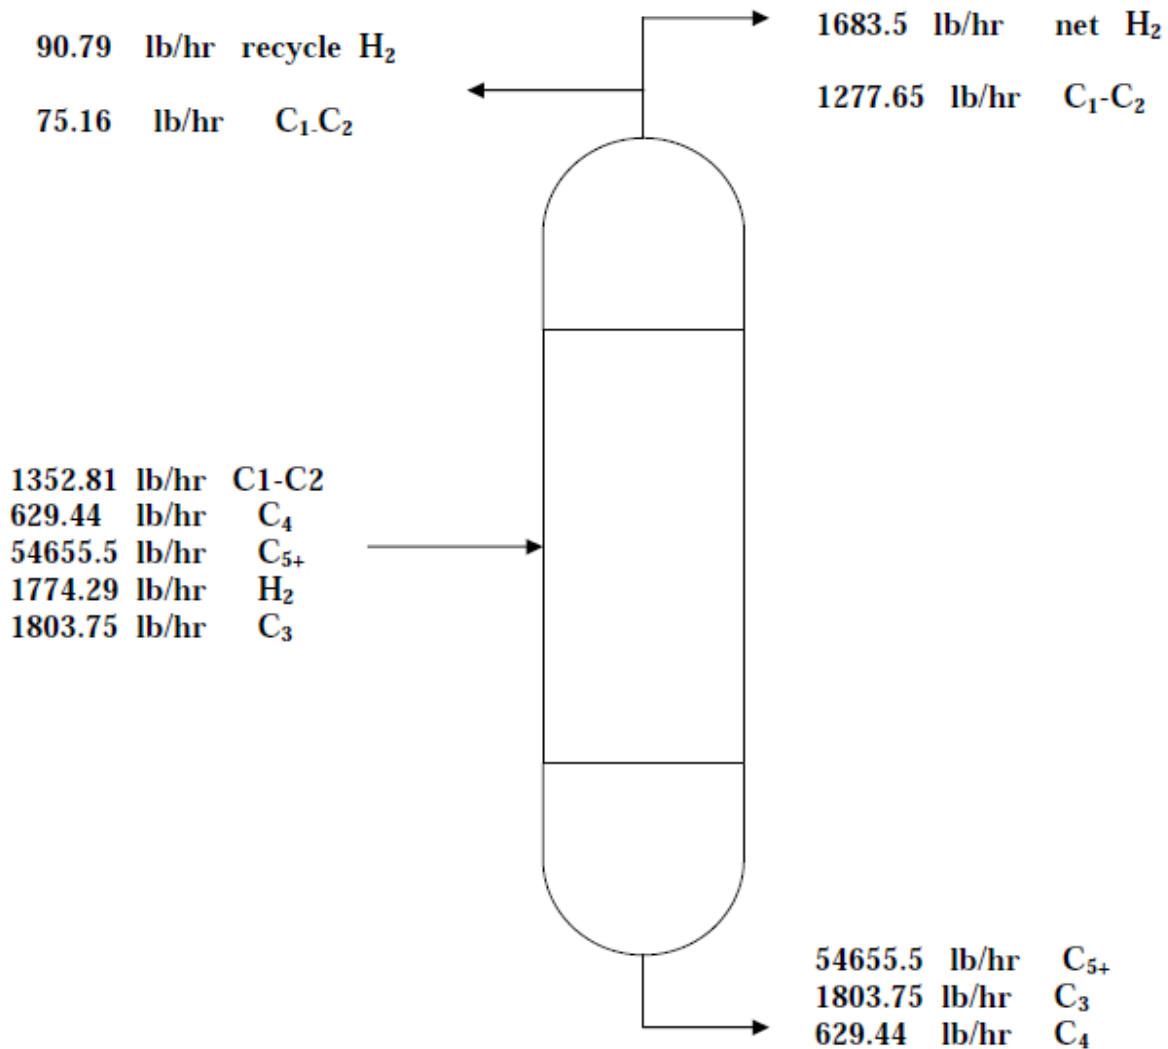 90.79 lb/hr recycle H₂
75.16 lb/hr C₁-C₂
1683.5 lb/hr net H₂
1277.65 lb/hr C₁-C₂
1352.81 lb/hr C1-C2
629.44 lb/hr C₄
54655.5 lb/hr C₅₊
1774.29 lb/hr H₂
1803.75 lb/hr C₃
54655.5 lb/hr C₅₊
1803.75 lb/hr C₃
629.44 lb/hr C₄